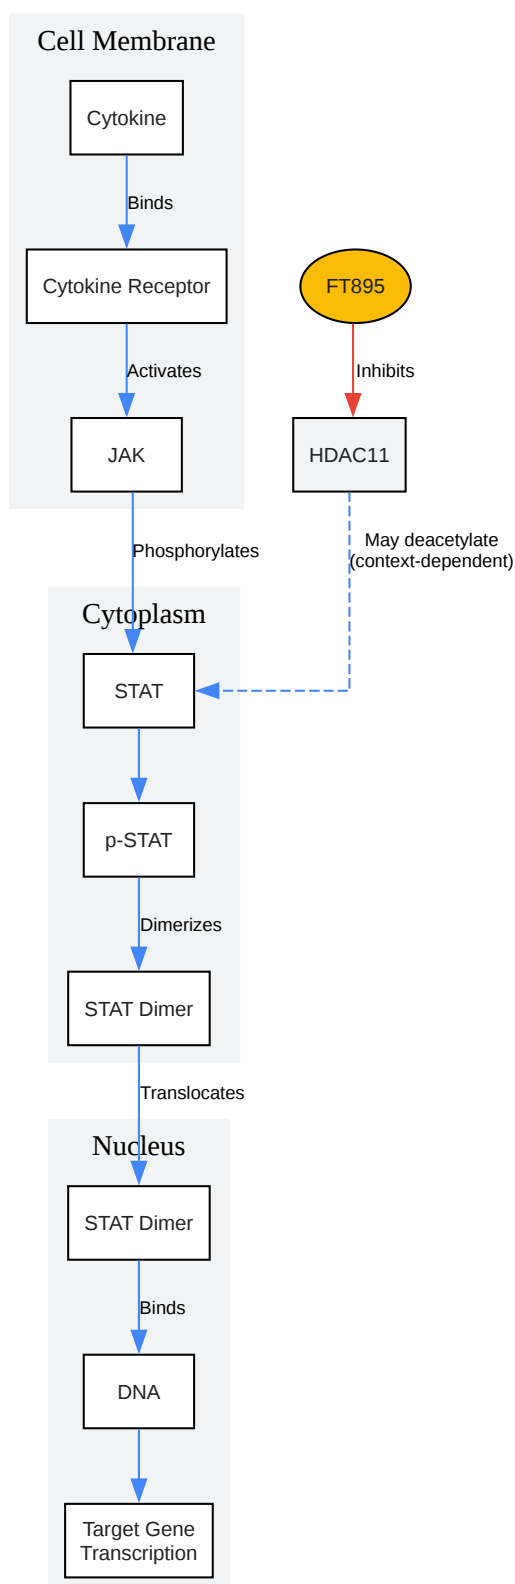 Cell Membrane
Cytokine
Binds
Cytokine Receptor
FT895
Activates
Inhibits
JAK
HDAC11
Phosphorylates
May deacetylate
(context-dependent)
Cytoplasm
STAT
p-STAT
Dimerizes
STAT Dimer
Translocates
Nucleus
STAT Dimer
Binds
DNA
Target Gene
Transcription